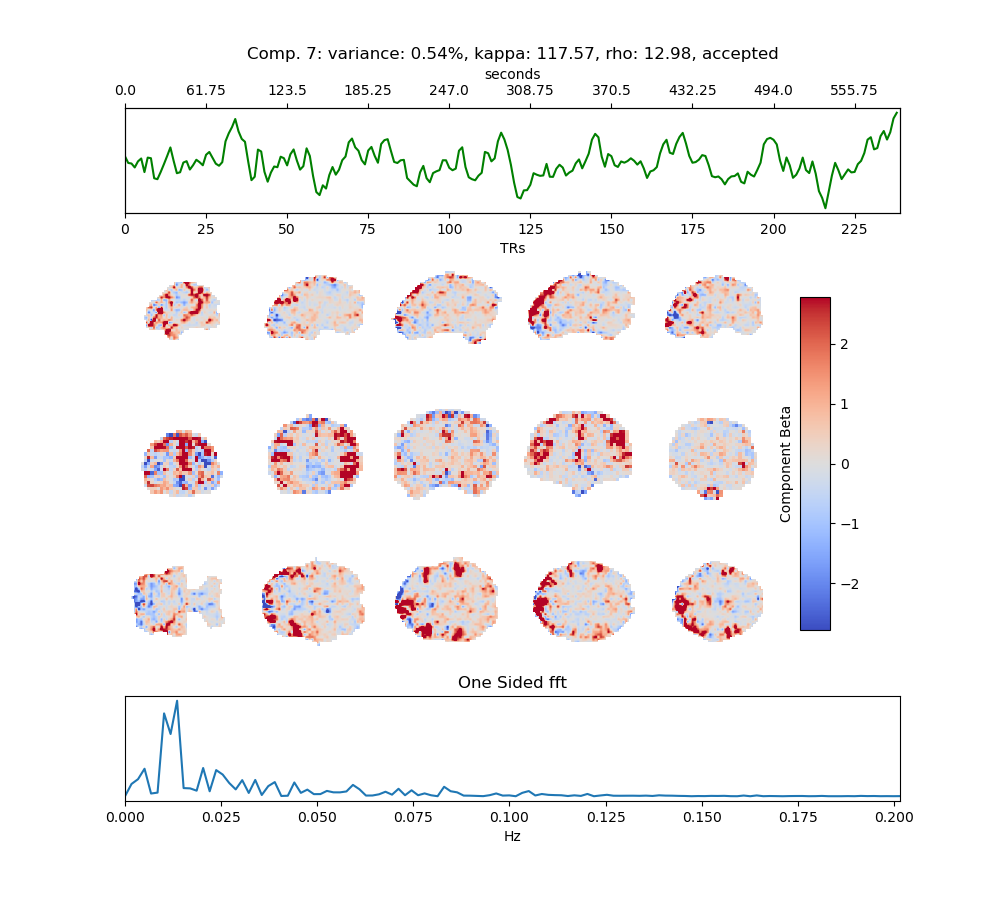 Comp. 7: variance: 0.54%, kappa: 117.57, rho: 12.98, accepted
seconds
0.0 61.75 123.5 185.25 247.0 308.75 370.5 432.25 494.0 555.75
0 25 50 75 100 125 150 175 200 225
TRs
2
1
0
−1
−2
Component Beta
One Sided fft
0.000 0.025 0.050 0.075 0.100 0.125 0.150 0.175 0.200
Hz